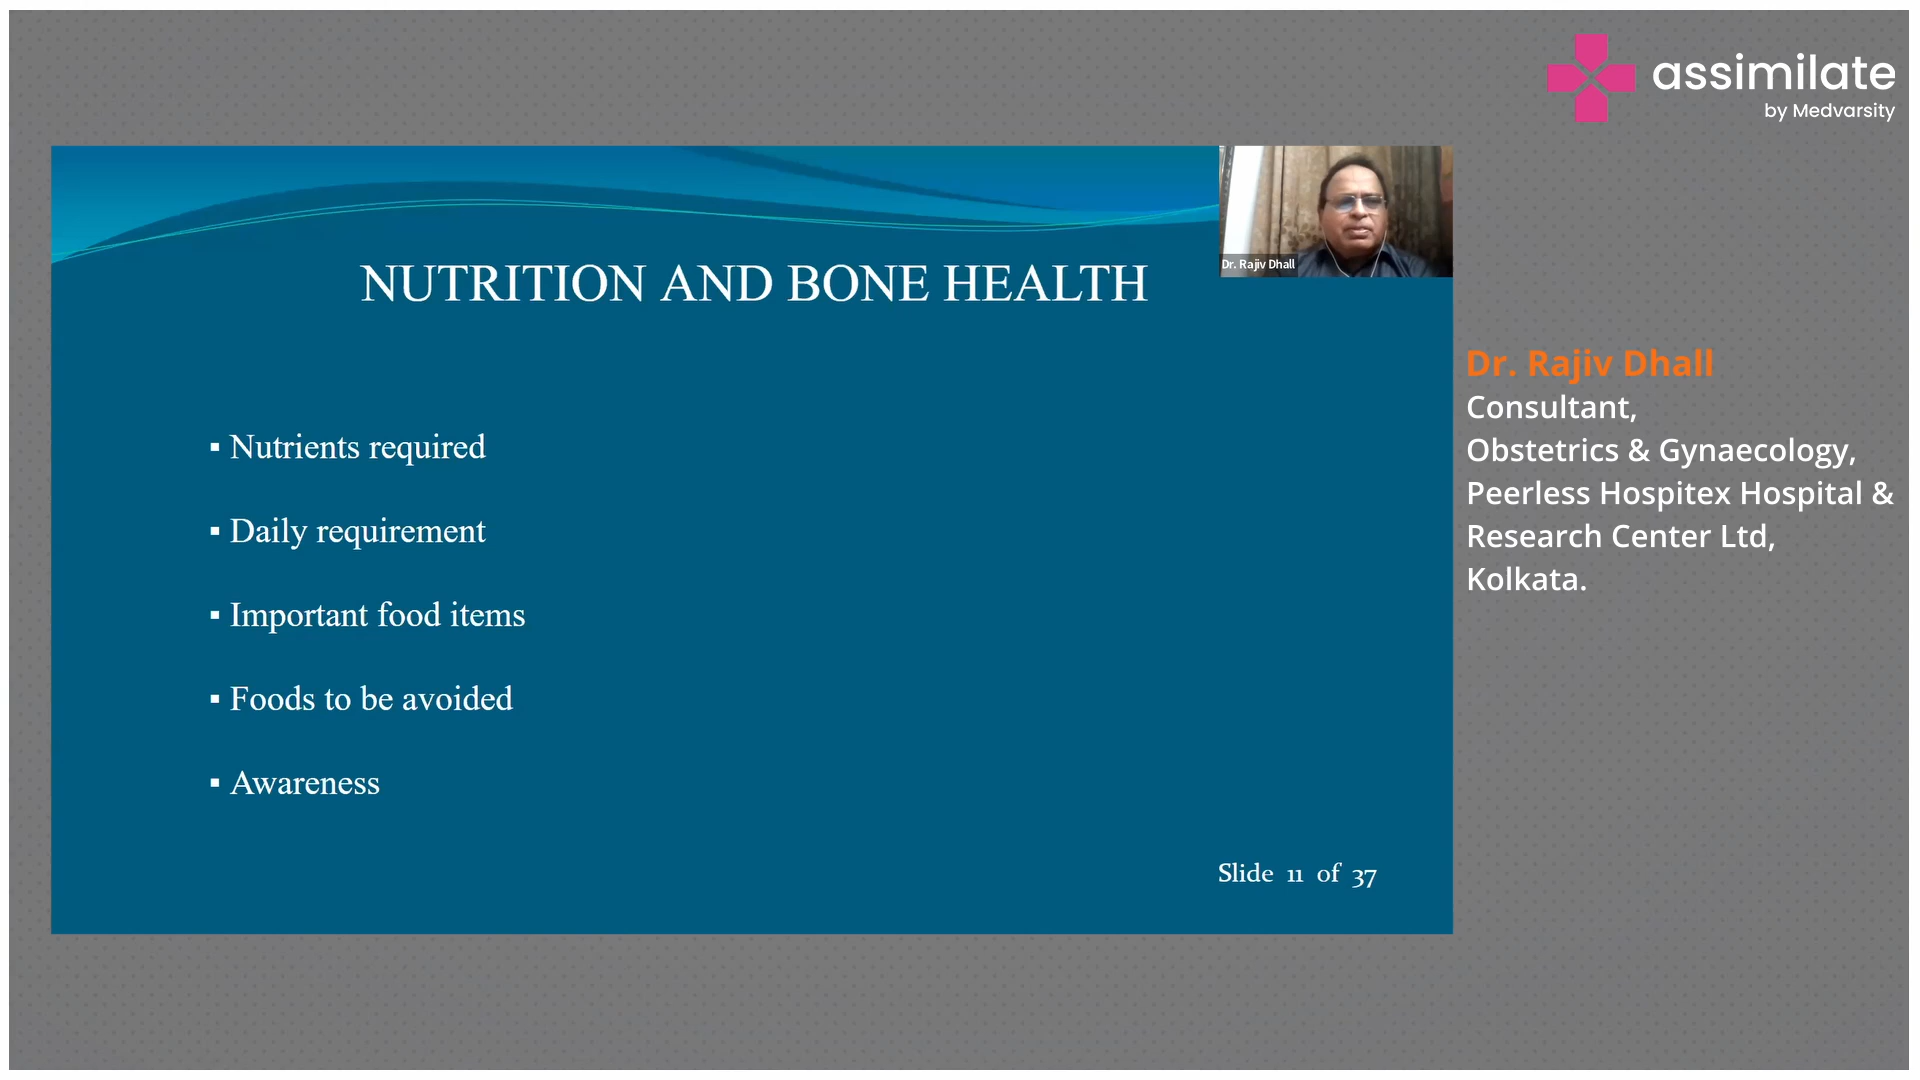 assimilate
by Medvarsity
Dr. Rajiv Dhall
NUTRITION AND BONE HEALTH
▪ Nutrients required
▪ Daily requirement
▪ Important food items
▪ Foods to be avoided
▪ Awareness
Slide 11 of 37
Dr. Rajiv Dhall
Consultant,
Obstetrics & Gynaecology,
Peerless Hospitex Hospital &
Research Center Ltd,
Kolkata.